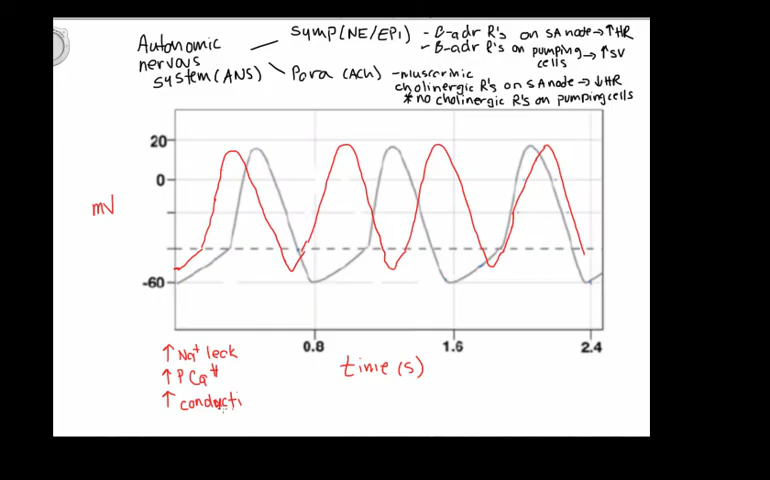 Autonomic
nervous
system (ANS)
Symp (NE/EPI) - B-adr R's on SA node → ↑ HR
- B-adr R's on pumping → ↑ SV
cells
Para (ACh) - muscarinic
cholinergic R's on SA node → ↓ HR
* no cholinergic R's on pumping cells
20
0
mV
-60
0.8
1.6
2.4
time (s)
↑ Na+ leak
↑ P Ca++
↑ conducti